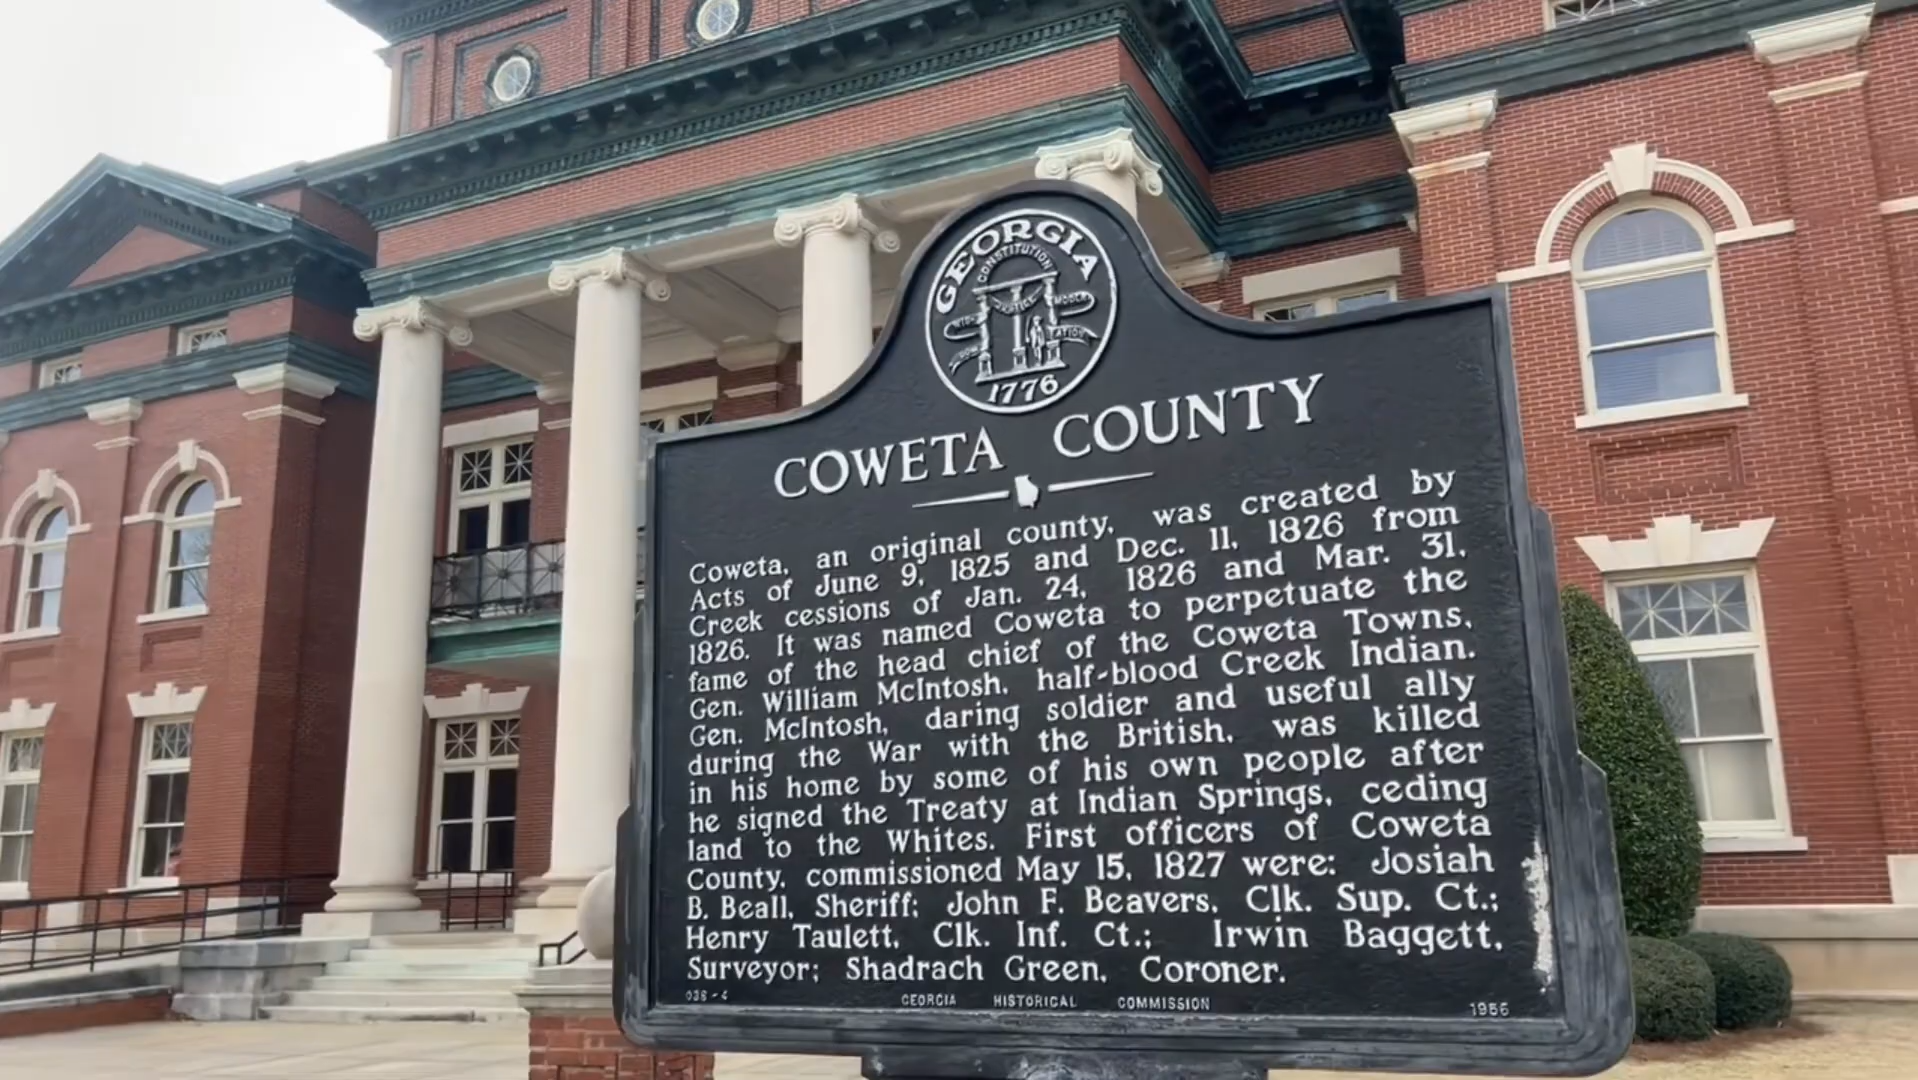 GEORGIA
CONSTITUTION
WIS- JUSTICE MODER
DOM ATION
1776
COWETA COUNTY
Coweta, an original county, was created by
Acts of June 9, 1825 and Dec. 11, 1826 from
Creek cessions of Jan. 24, 1826 and Mar. 31,
1826. It was named Coweta to perpetuate the
fame of the head chief of the Coweta Towns,
Gen. William McIntosh, half-blood Creek Indian.
Gen. McIntosh, daring soldier and useful ally
during the War with the British, was killed
in his home by some of his own people after
he signed the Treaty at Indian Springs, ceding
land to the Whites. First officers of Coweta
County, commissioned May 15, 1827 were: Josiah
B. Beall, Sheriff; John F. Beavers, Clk. Sup. Ct.;
Henry Taulett, Clk. Inf. Ct.; Irwin Baggett,
Surveyor; Shadrach Green, Coroner.
038-4 GEORGIA HISTORICAL COMMISSION 1956